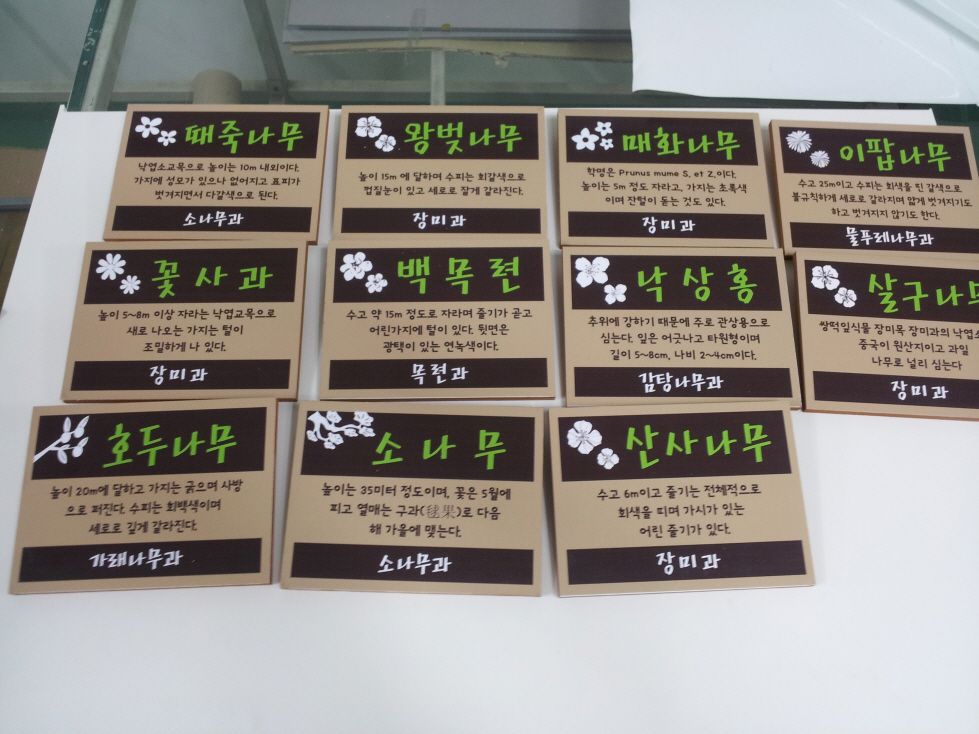 때죽나무
낙엽소교목으로 높이는 10m 내외이다.
가지에 성모가 있으나 없어지고 표피가
벗겨지면서 다갈색으로 된다.
소나무과
왕벚나무
높이 15m 에 달하며 수피는 회갈색으로
껍질눈이 있고 세로로 잘게 갈라진다.
장미과
매화나무
학명은 Prunus mume S, et Z,이다.
높이는 5m 정도 자라고, 가지는 초록색
이며 잔털이 돋는 것도 있다.
장미과
이팝나무
수고 25m이고 수피는 회색을 띤 갈색으로
불규칙하게 세로로 갈라지며 얇게 벗겨지기도
하고 벗겨지지 않기도 한다.
물푸레나무과
꽃사과
높이 5~8m 이상 자라는 낙엽교목으로
새로 나오는 가지는 털이
조밀하게 나 있다.
장미과
백목련
수고 약 15m 정도로 자라며 줄기가 곧고
어린가지에 털이 있다. 뒷면은
광택이 있는 연녹색이다.
목련과
낙상홍
추위에 강하기 때문에 주로 관상용으로
심는다. 잎은 어긋나고 타원형이며
길이 5~8cm, 나비 2~4cm이다.
감탕나무과
살구나무
쌍떡잎식물 장미목 장미과의 낙엽소
중국이 원산지이고 과일
나무로 널리 심는다
장미과
호두나무
높이 20m에 달하고 가지는 굵으며 사방
으로 퍼진다. 수피는 회백색이며
세로로 깊게 갈라진다.
가래나무과
소나무
높이는 35미터 정도이며, 꽃은 5월에
피고 열매는 구과(毬果)로 다음
해 가을에 맺는다.
소나무과
산사나무
수고 6m이고 줄기는 전체적으로
회색을 띠며 가시가 있는
어린 줄기가 있다.
장미과